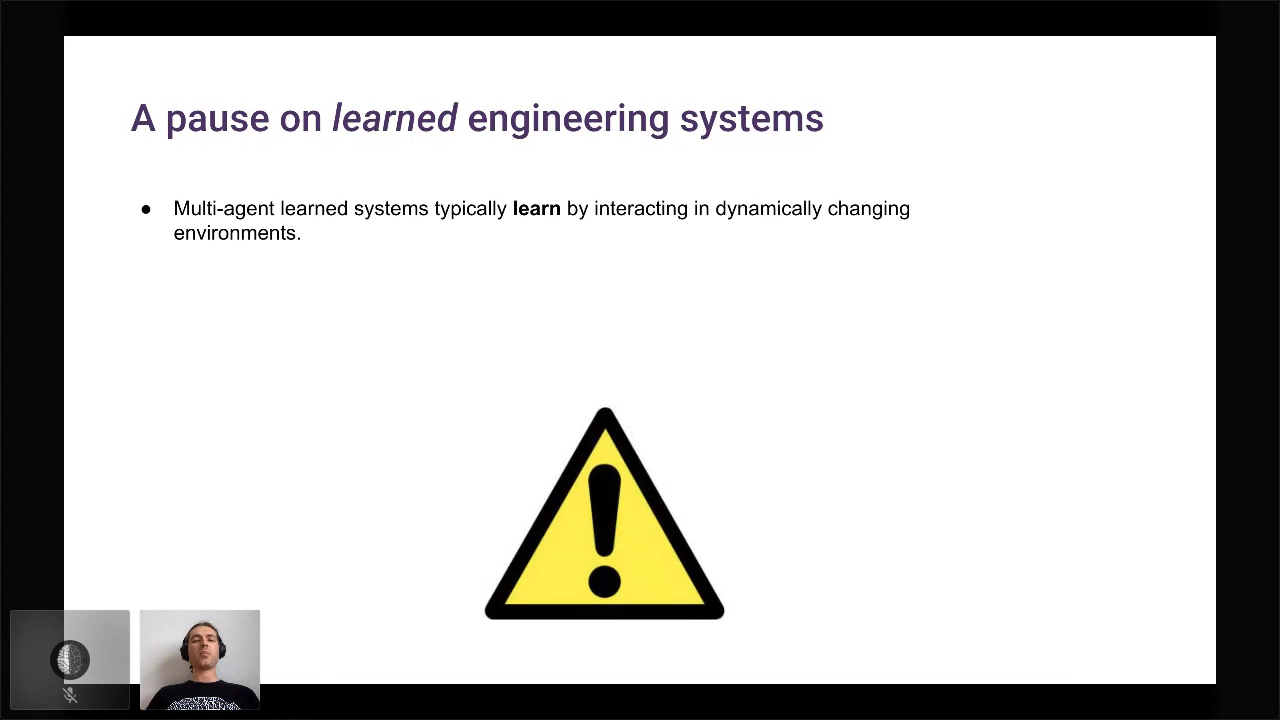 A pause on learned engineering systems
● Multi-agent learned systems typically learn by interacting in dynamically changing
environments.